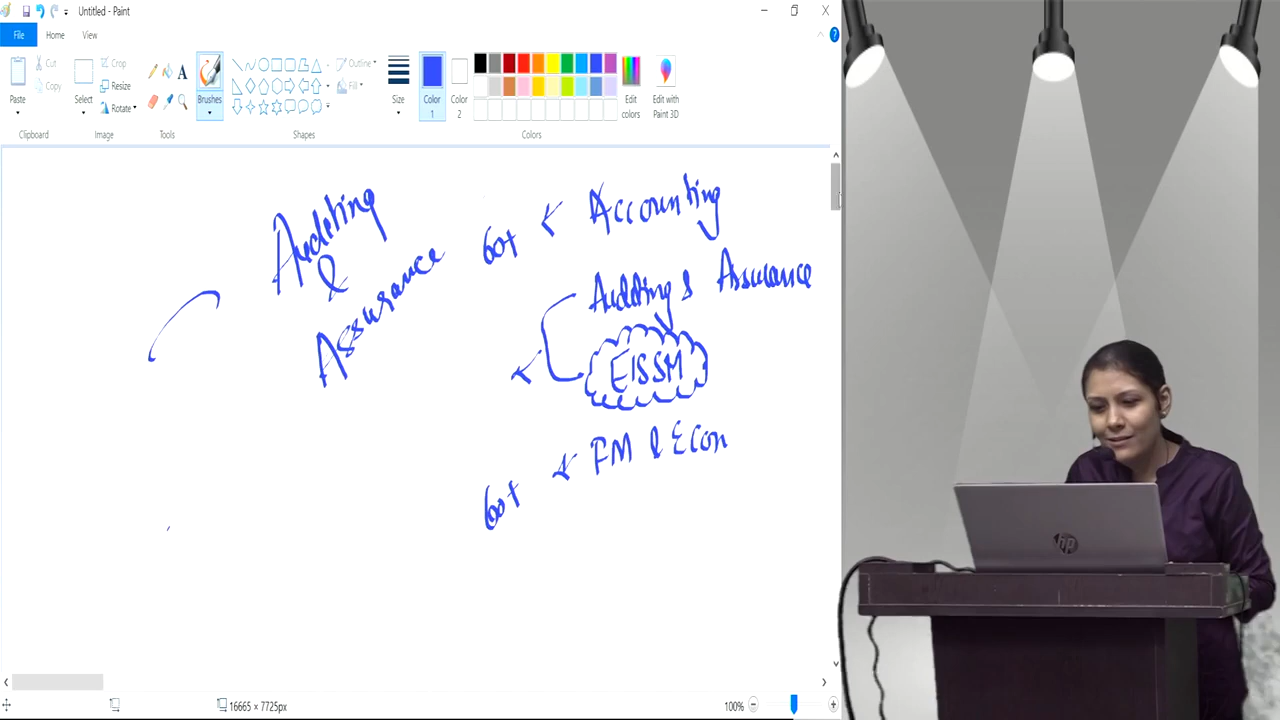 Untitled - Paint
File
Home
View
Paste
Cut
Copy
Clipboard
Select
Crop
Resize
Rotate
Image
A
Tools
Brushes
Outline
Fill
Shapes
Size
Color
1
Color
2
Edit
colors
Edit with
Paint 3D
Colors
Auditing
&
Assurance
60+
Accounting
Auditing & Assurance
EISSM
FM & Econ
60+
hp
16665 × 7725px
100%